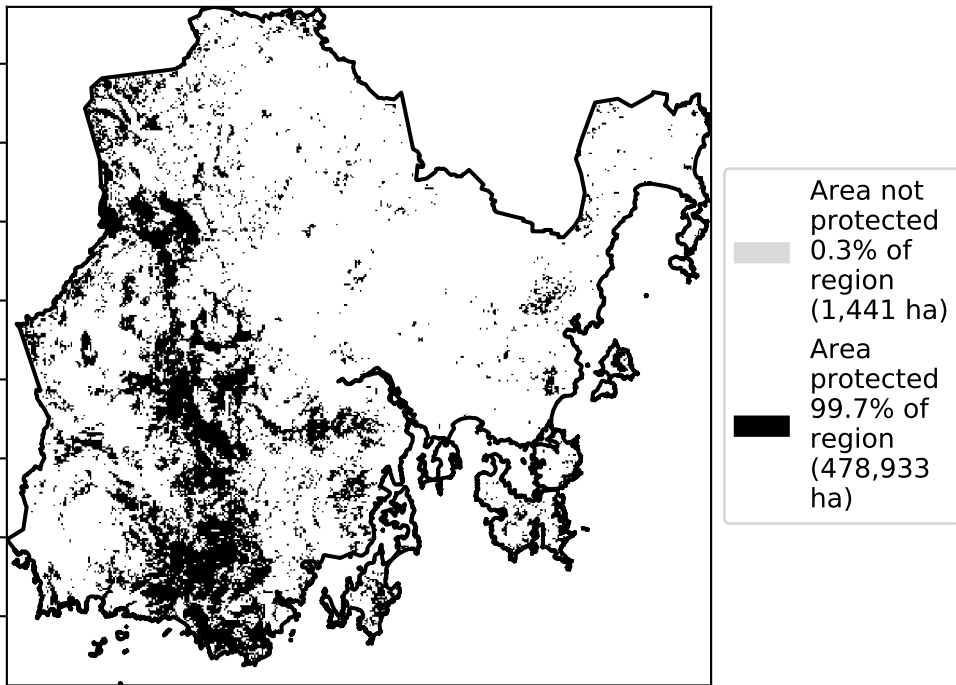 Area not
protected
0.3% of
region
(1,441 ha)
Area
protected
99.7% of
region
(478,933
ha)